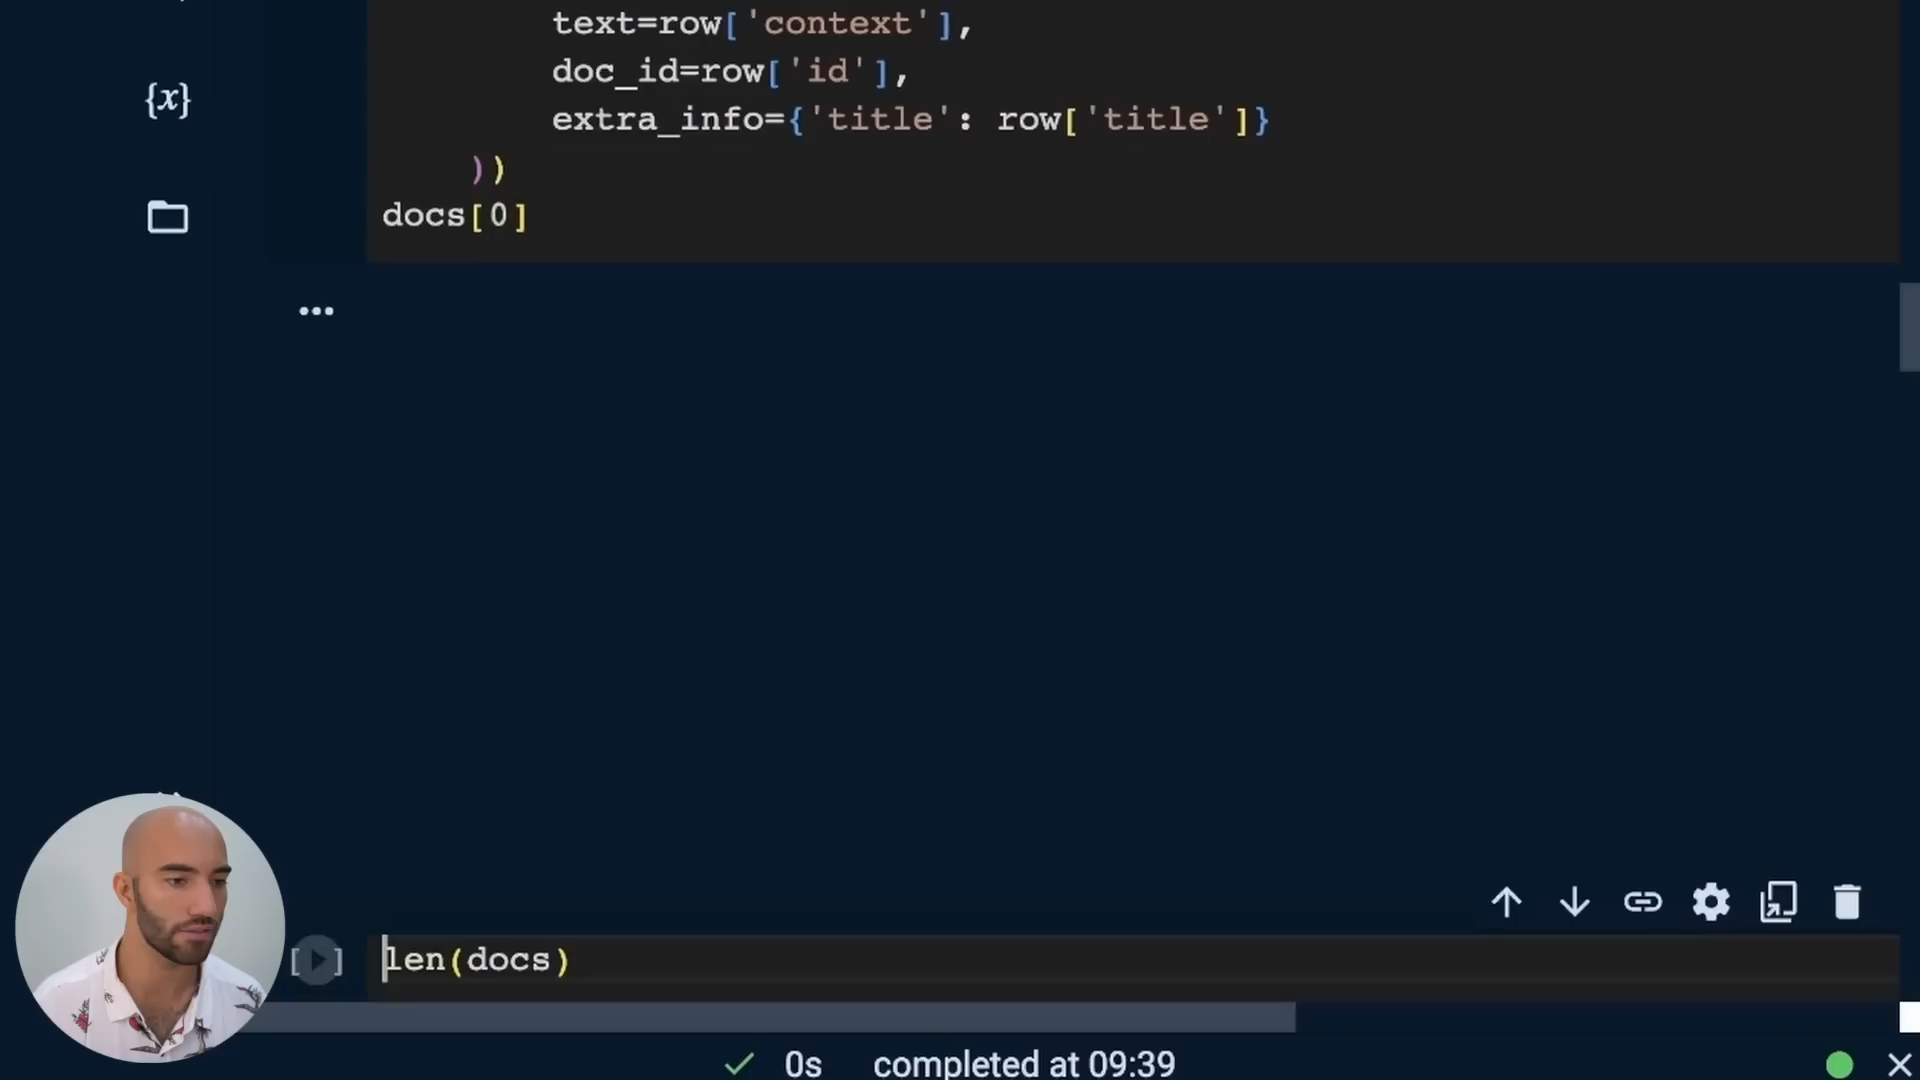 text=row['context'],
{x}
doc_id=row['id'],
extra_info={'title': row['title']}
))
docs[0]
[ ] len(docs)
0s completed at 09:39